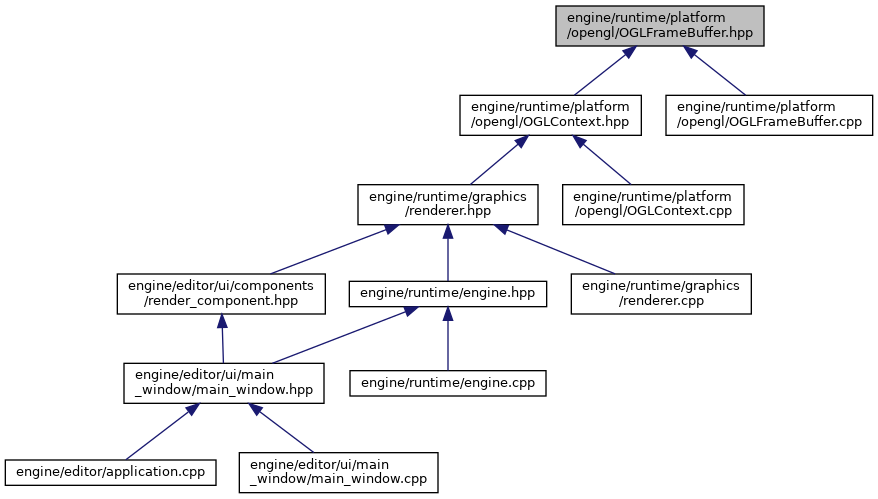 engine/runtime/platform
/opengl/OGLFrameBuffer.hpp
engine/runtime/platform
/opengl/OGLContext.hpp
engine/runtime/platform
/opengl/OGLFrameBuffer.cpp
engine/runtime/graphics
/renderer.hpp
engine/runtime/platform
/opengl/OGLContext.cpp
engine/editor/ui/components
/render_component.hpp
engine/runtime/engine.hpp
engine/runtime/graphics
/renderer.cpp
engine/editor/ui/main
_window/main_window.hpp
engine/runtime/engine.cpp
engine/editor/application.cpp
engine/editor/ui/main
_window/main_window.cpp